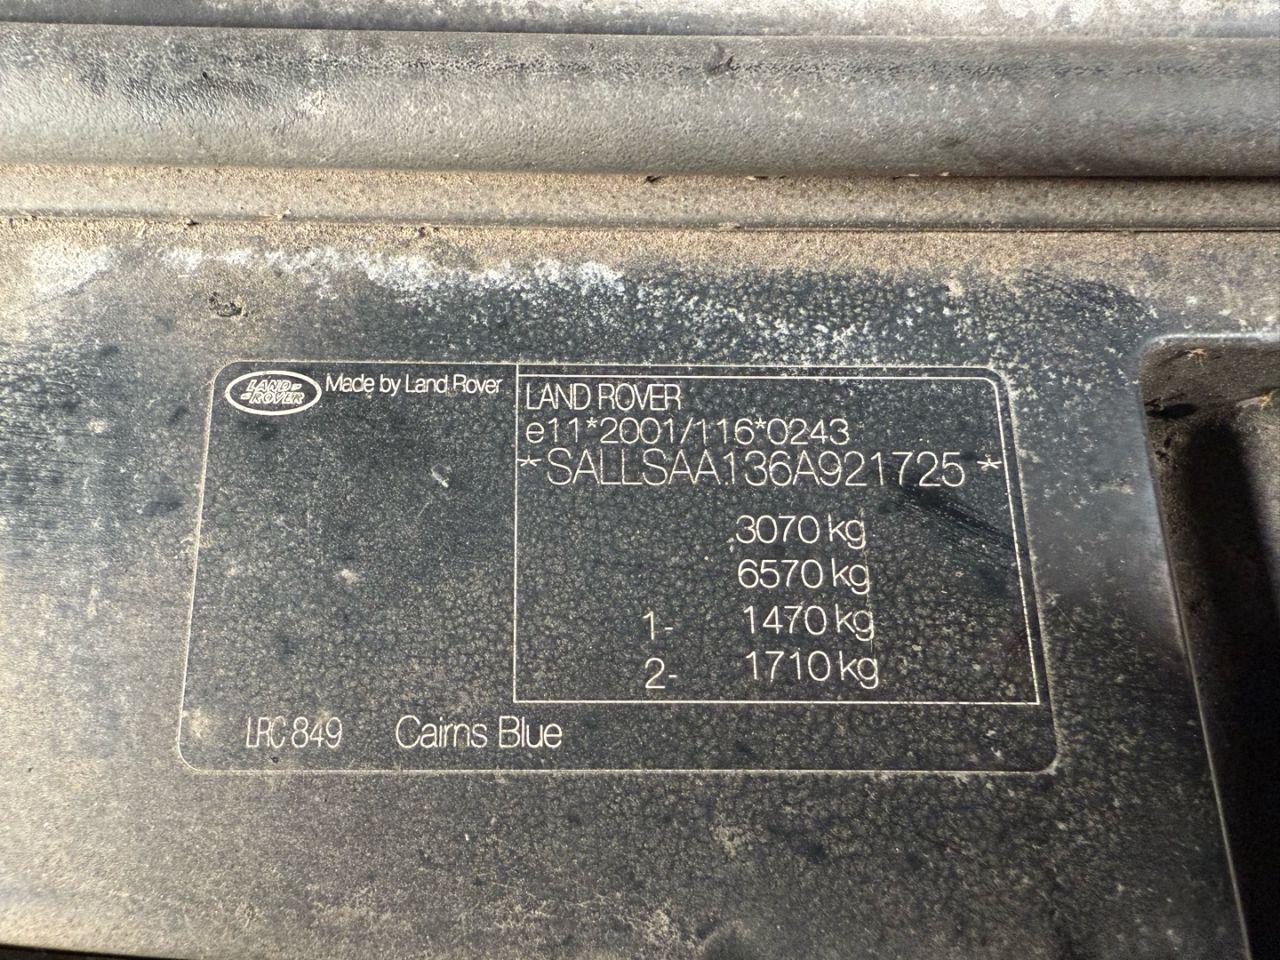 LAND-
-ROVER
Made by Land Rover
LAND ROVER
e11*2001/116*0243
*SALLSAA136A921725*
3070 kg
6570 kg
1- 1470 kg
2- 1710 kg
LRC 849 Cairns Blue